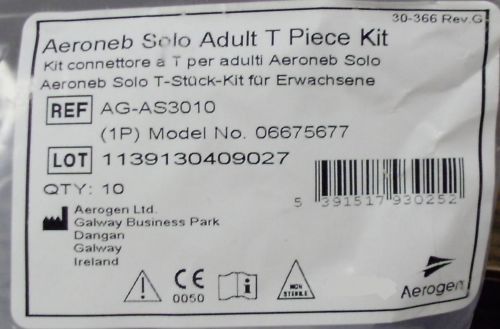 30-366 Rev.G
Aeroneb Solo Adult T Piece Kit
Kit connettore a T per adulti Aeroneb Solo
Aeroneb Solo T-Stück-Kit für Erwachsene
REF AG-AS3010
(1P) Model No. 06675677
LOT 1139130409027
QTY: 10
5 391517 930252
Aerogen Ltd.
Galway Business Park
Dangan
Galway
Ireland
CE
0050
i
NON
STERILE
Aerogen